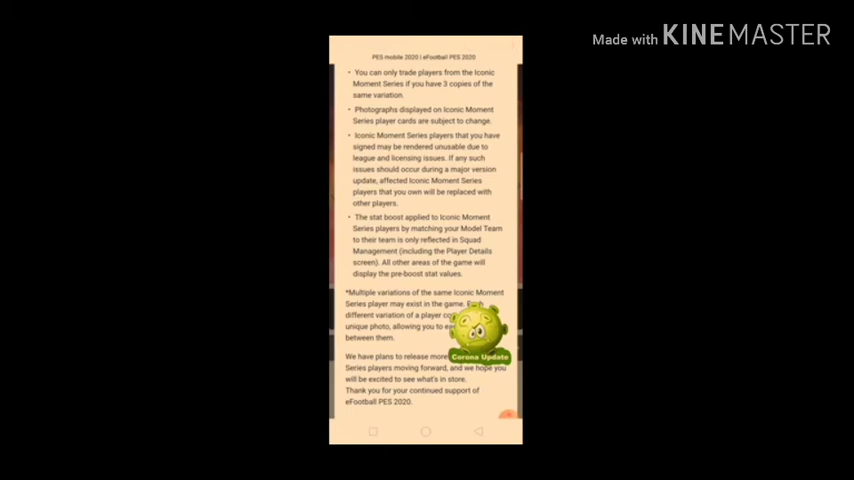 Made with KINEMASTER
PES mobile 2020 | eFootball PES 2020
• You can only trade players from the Iconic
Moment Series if you have 3 copies of the
same variation.
• Photographs displayed on Iconic Moment
Series player cards are subject to change.
• Iconic Moment Series players that you have
signed may be rendered unusable due to
league and licensing issues. If any such
issues should occur during a major version
update, affected Iconic Moment Series
players that you own will be replaced with
other players.
• The stat boost applied to Iconic Moment
Series players by matching your Model Team
to their team is only reflected in Squad
Management (including the Player Details
screen). All other areas of the game will
display the pre-boost stat values.
*Multiple variations of the same Iconic Moment
Series player may exist in the game.
different variation of a player
unique photo, allowing you to
between them.
We have plans to release more
Series players moving forward, and we hope you
will be excited to see what's in store.
Thank you for your continued support of
eFootball PES 2020.
Corona Update